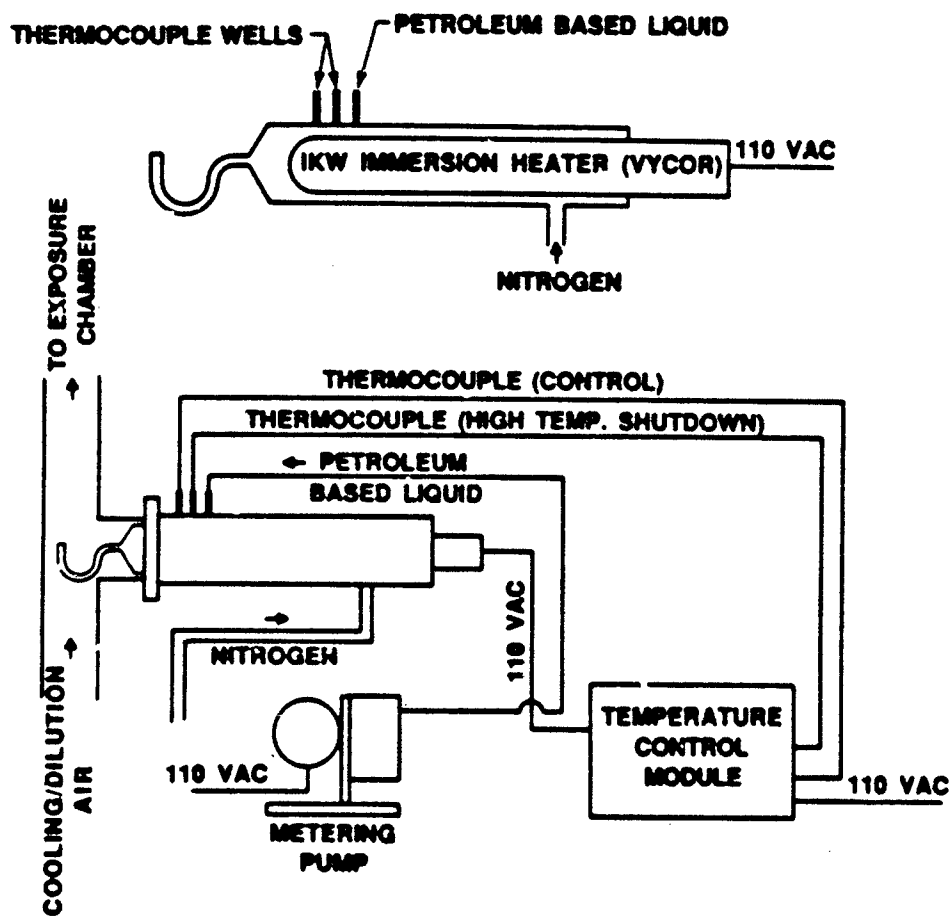 THERMOCOUPLE WELLS
PETROLEUM BASED LIQUID
IKW IMMERSION HEATER (VYCOR)
110 VAC
NITROGEN
TO EXPOSURE
CHAMBER
THERMOCOUPLE (CONTROL)
THERMOCOUPLE (HIGH TEMP. SHUTDOWN)
PETROLEUM
BASED LIQUID
110 VAC
NITROGEN
COOLING/DILUTION
AIR
TEMPERATURE
CONTROL
MODULE
110 VAC
110 VAC
METERING
PUMP